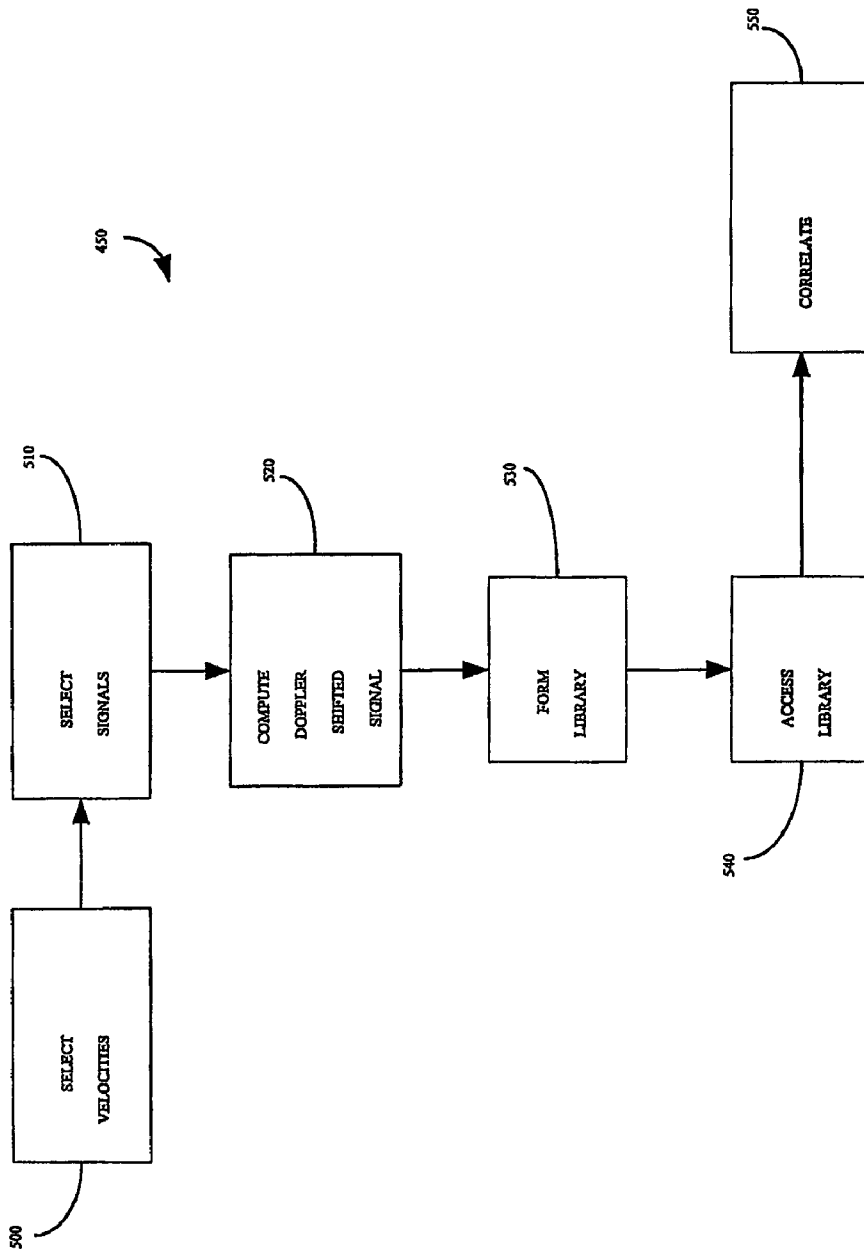 450
500
SELECT
VELOCITIES
510
SELECT
SIGNALS
520
COMPUTE
DOPPLER
SHIFTED
SIGNAL
530
FORM
LIBRARY
540
ACCESS
LIBRARY
550
CORRELATE